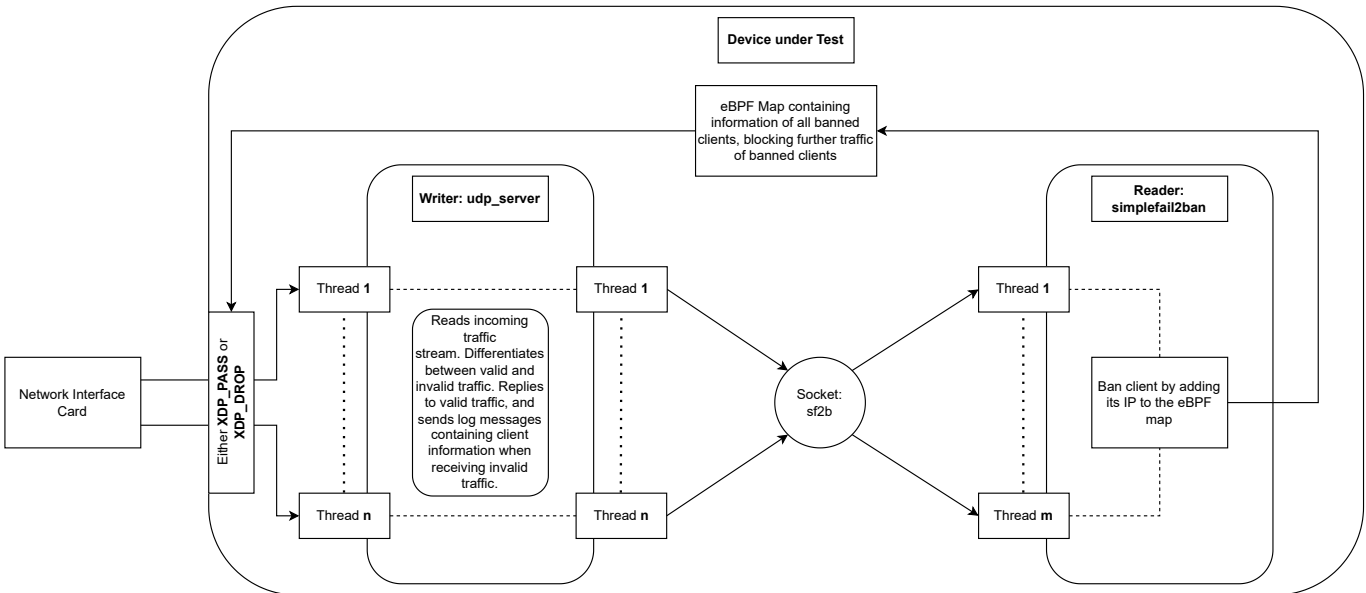 Device under Test
eBPF Map containing
information of all banned
clients, blocking further traffic
of banned clients
Writer: udp_server
Reader:
simplefail2ban
Thread 1
Thread 1
Thread 1
Reads incoming
traffic
stream. Differentiates
between valid and
invalid traffic. Replies
to valid traffic, and
sends log messages
containing client
information when
receiving invalid
traffic.
Network Interface
Card
Either XDP_PASS or
XDP_DROP
Socket:
sf2b
Ban client by adding
its IP to the eBPF
map
Thread n
Thread n
Thread m